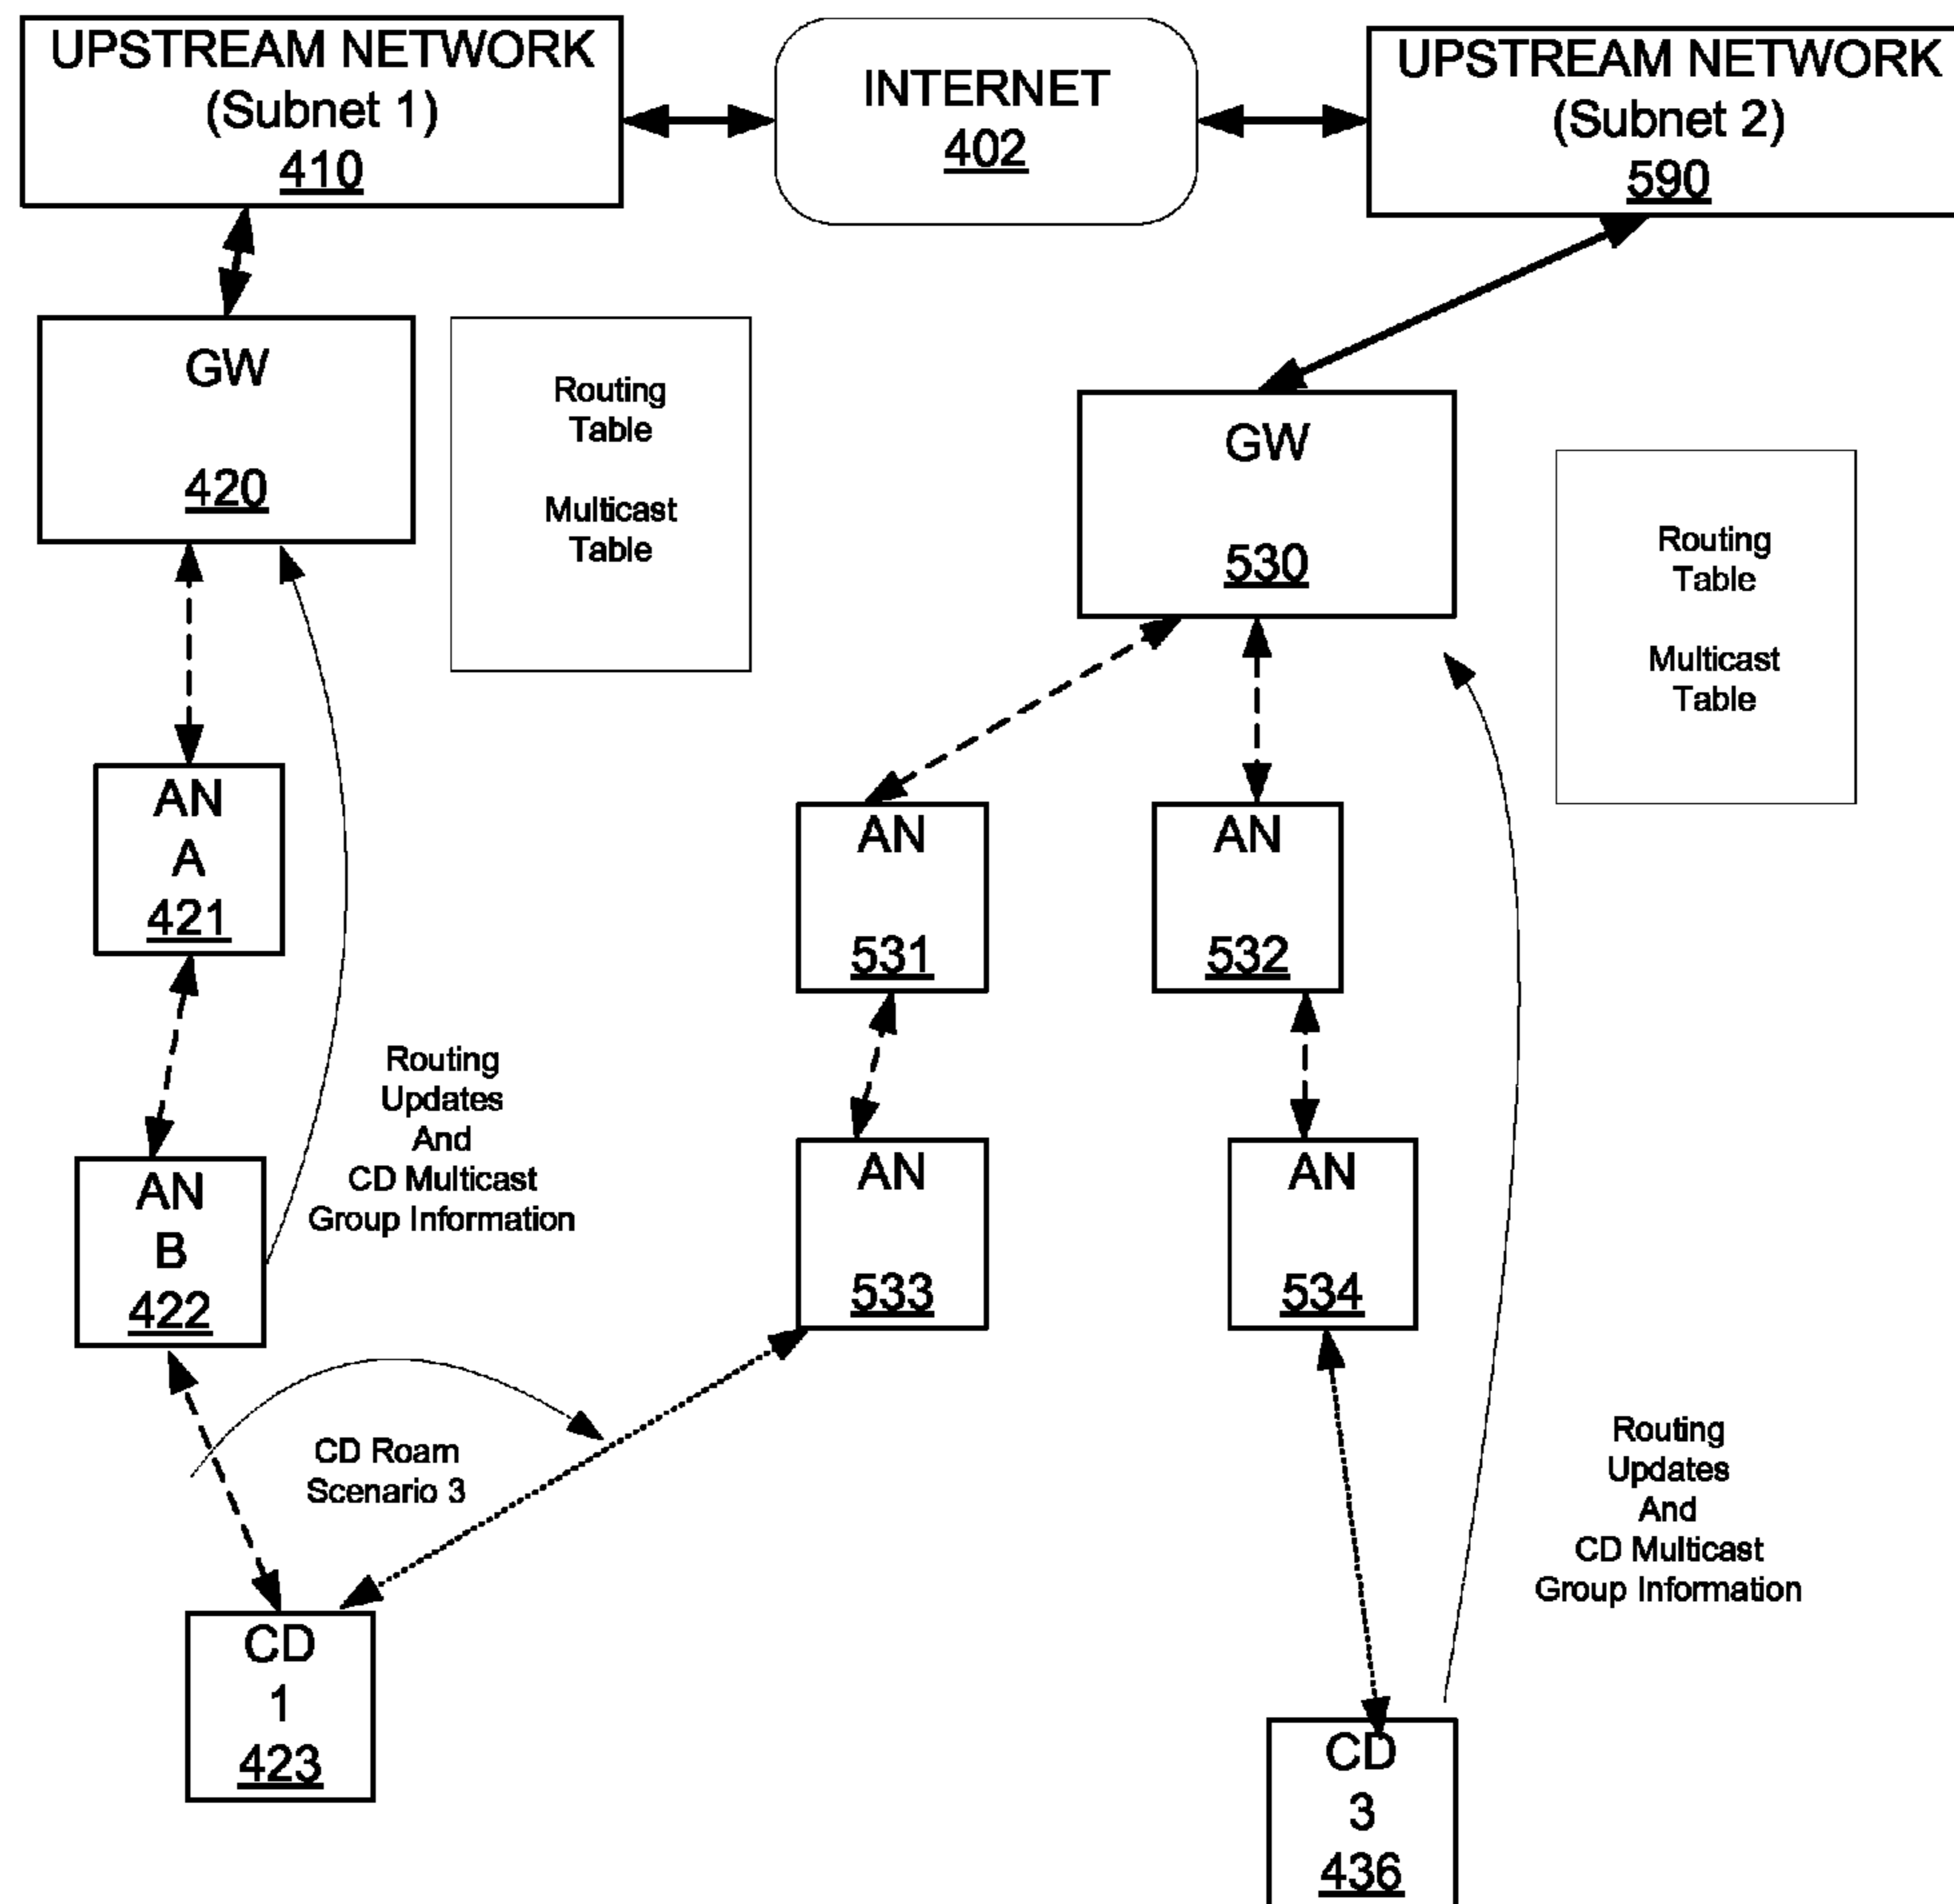 UPSTREAM NETWORK
(Subnet 1)
410
INTERNET
402
UPSTREAM NETWORK
(Subnet 2)
590
GW
420
Routing
Table
Multicast
Table
GW
530
Routing
Table
Multicast
Table
AN
A
421
AN
531
AN
532
Routing
Updates
And
CD Multicast
Group Information
AN
B
422
AN
533
AN
534
CD Roam
Scenario 3
Routing
Updates
And
CD Multicast
Group Information
CD
1
423
CD
3
436